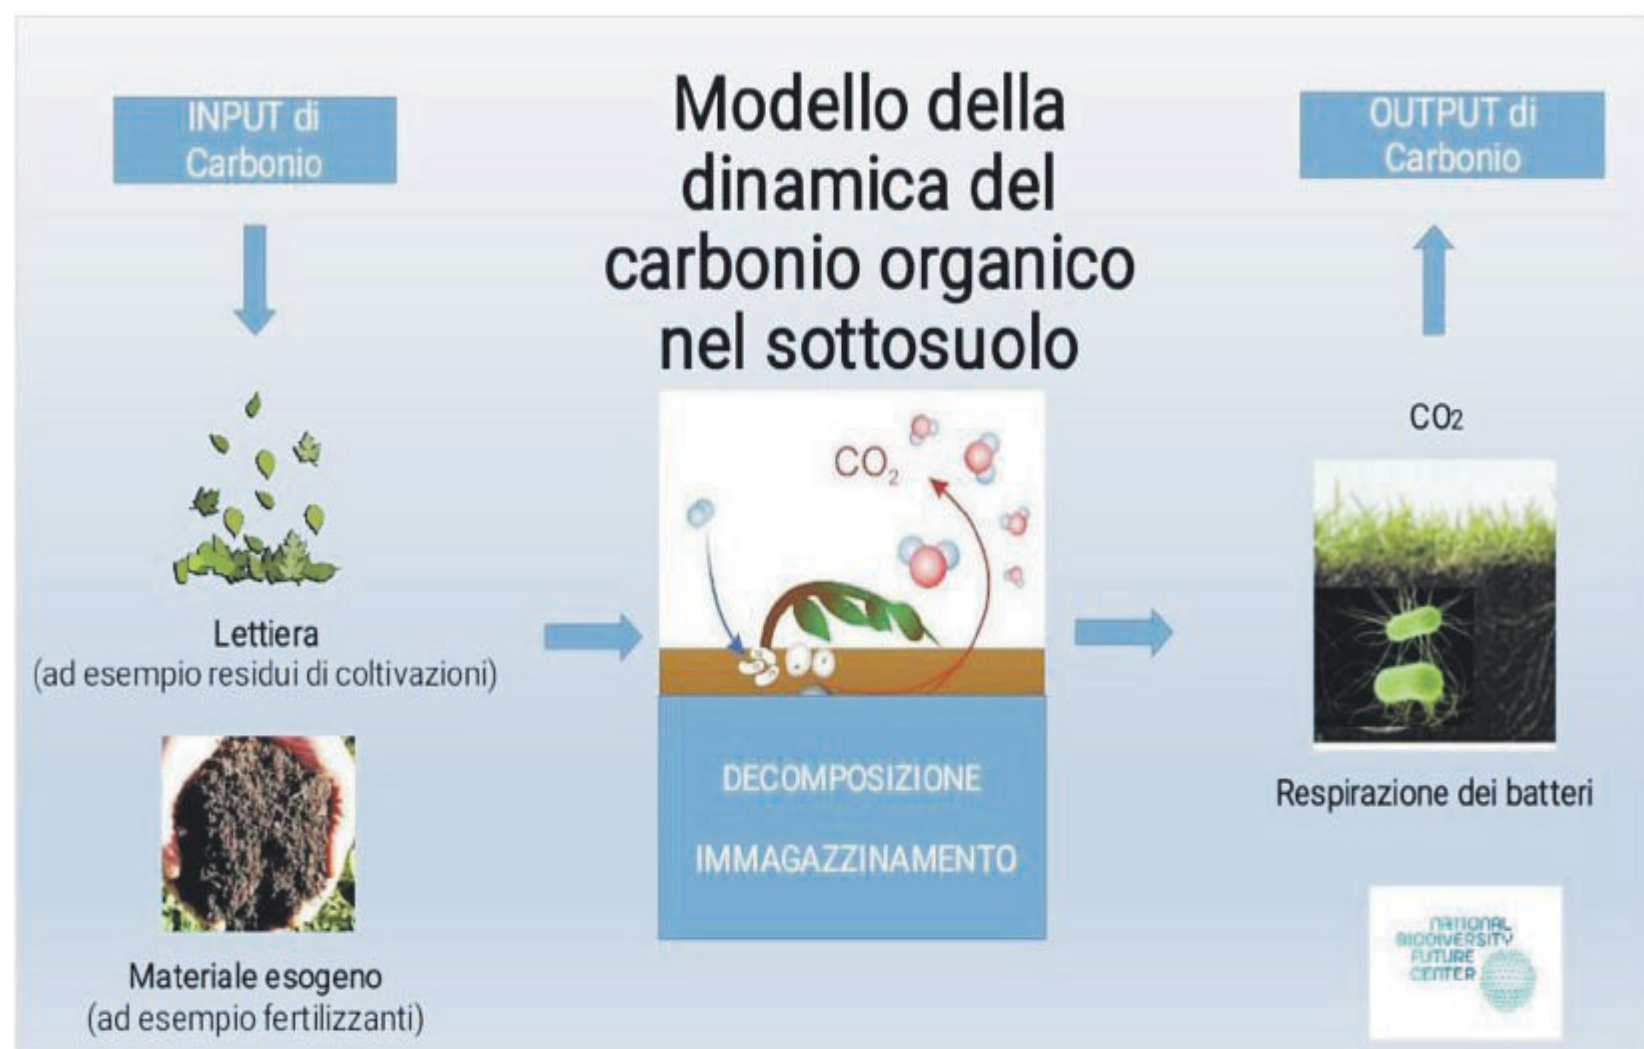 INPUT di
Carbonio
Modello della
dinamica del
carbonio organico
nel sottosuolo
OUTPUT di
Carbonio
CO₂
CO2
Lettiera
(ad esempio residui di coltivazioni)
DECOMPOSIZIONE
IMMAGAZZINAMENTO
Respirazione dei batteri
Materiale esogeno
(ad esempio fertilizzanti)
NATIONAL
BIODIVERSITY
FUTURE
CENTER